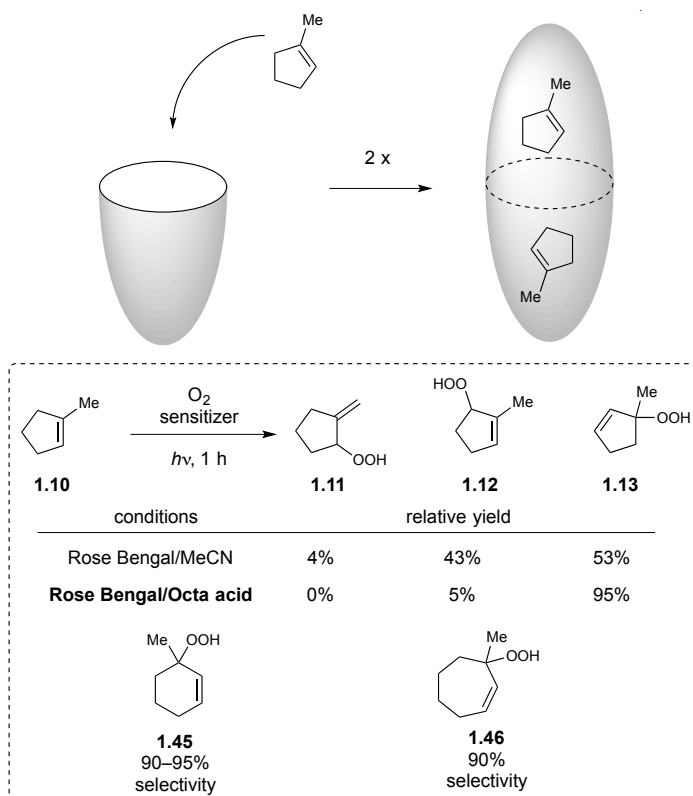 Me
Me
2 x
Me
O2
sensitizer
hν, 1 h
Me
1.10
OOH
1.11
HOO
Me
1.12
Me
OOH
1.13
conditions relative yield
Rose Bengal/MeCN 4% 43% 53%
Rose Bengal/Octa acid 0% 5% 95%
Me OOH
1.45
90–95%
selectivity
Me
OOH
1.46
90%
selectivity